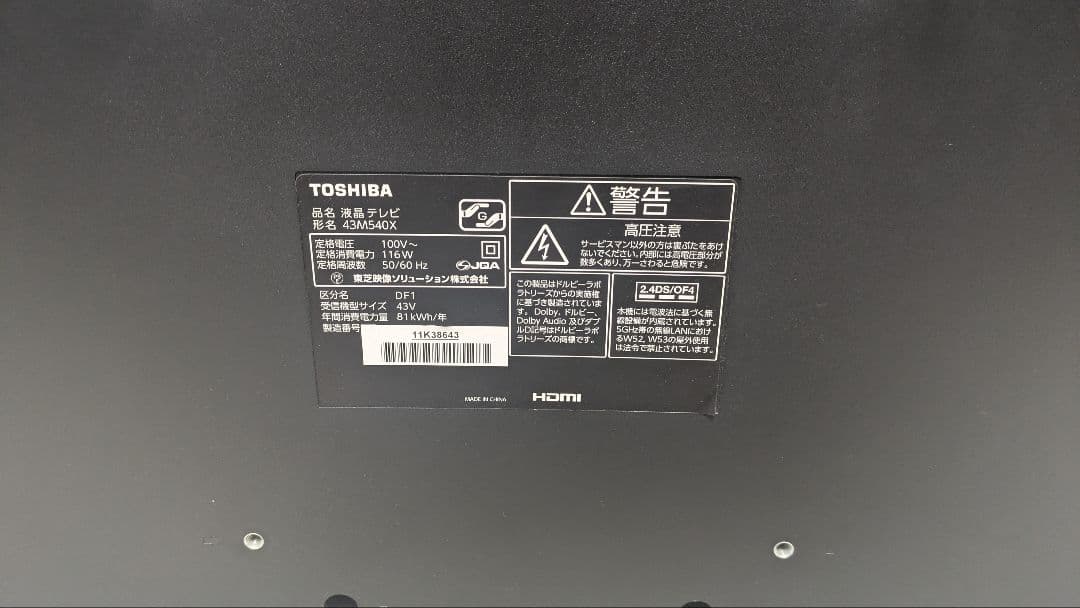 TOSHIBA
品名 液晶テレビ
形名 43M540X
G
定格電圧 100V～
定格消費電力 116W
定格周波数 50/60 Hz
JQA
東芝映像ソリューション株式会社
区分名 DF1
受信機型サイズ 43V
年間消費電力量 81kWh/年
製造番号
11K38643
警告
高圧注意
サービスマン以外の方は裏ぶたをあけ
ないでください。内部には高電圧部分が
数多くあり、万一さわると危険です。
この製品はドルビーラボ
ラトリーズからの実施権
に基づき製造されていま
す。Dolby、ドルビー、
Dolby Audio 及びダブ
ルD記号はドルビーラボ
ラトリーズの商標です。
2.4DS/OF4
本機には電波法に基づく無
線設備が内蔵されています。
5GHz帯の無線LANにおけ
るW52、W53の屋外使用
は法令で禁止されています。
MADE IN CHINA
HDMI